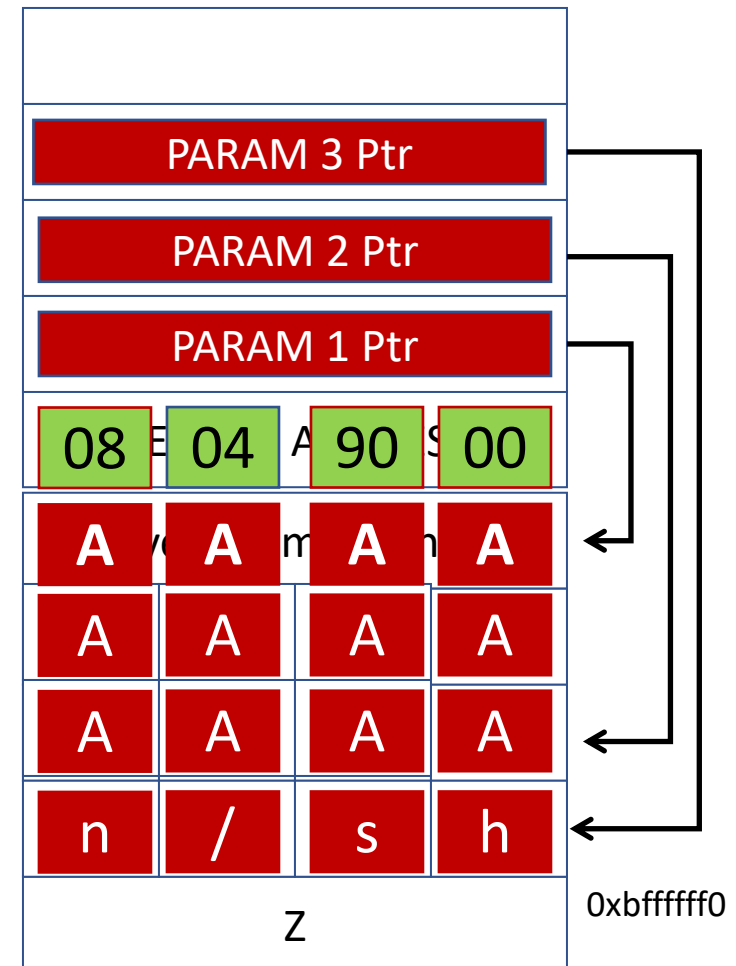 PARAM 3 Ptr
PARAM 2 Ptr
PARAM 1 Ptr
08 E 04 A 90 S 00
A A m A A
A A A A
A A A A
n / s h
0xbffffff0
Z